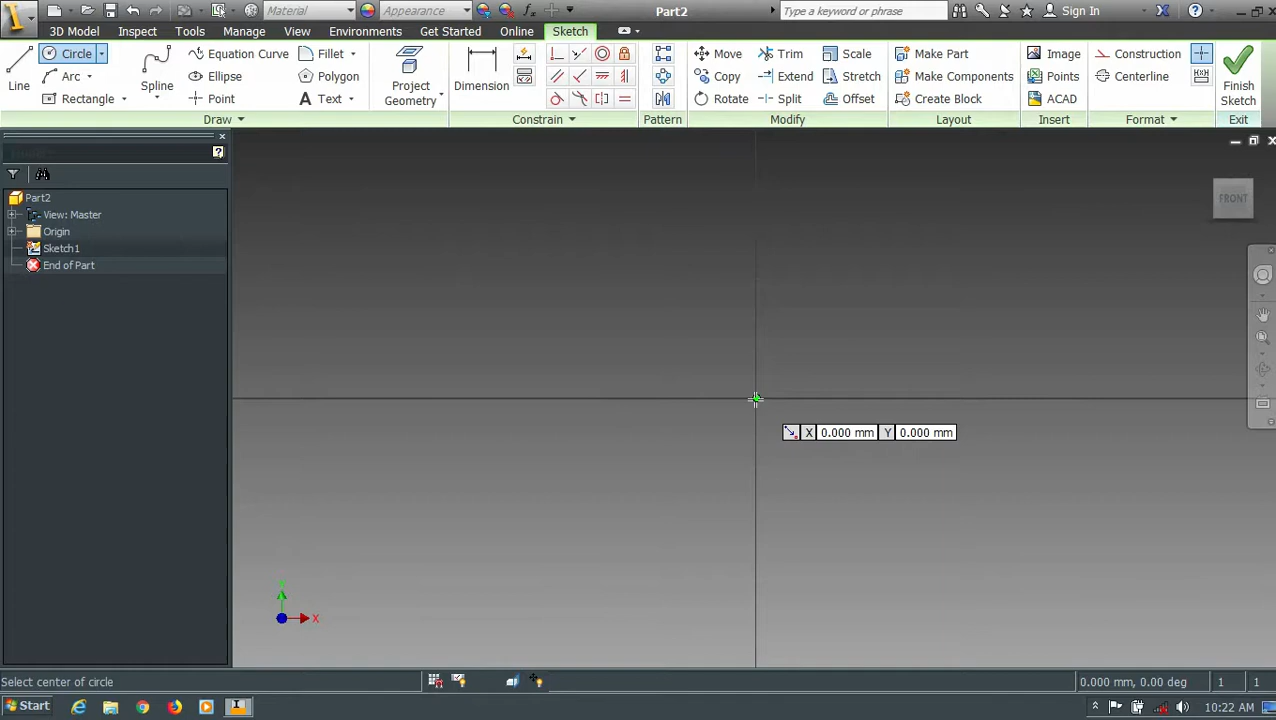 Material Appearance Part2 Type a keyword or phrase Sign In
3D Model Inspect Tools Manage View Environments Get Started Online Sketch
Line Circle Arc Rectangle Spline Equation Curve Ellipse Point Fillet Polygon Text Project Geometry Dimension Move Copy Rotate Trim Extend Split Scale Stretch Offset Make Part Make Components Create Block Image Points ACAD Construction Centerline Finish Sketch
Draw Constrain Pattern Modify Layout Insert Format Exit
Part2
View: Master
Origin
Sketch1
End of Part
FRONT
X 0.000 mm Y 0.000 mm
X
Select center of circle 0.000 mm, 0.00 deg 1 1
Start 10:22 AM